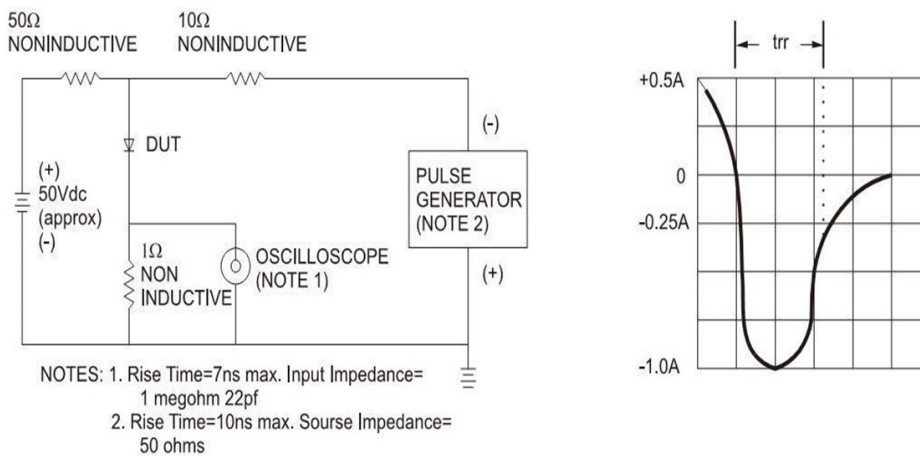 50Ω
NONINDUCTIVE
10Ω
NONINDUCTIVE
DUT
(+)
50Vdc
(approx)
(-)
1Ω
NON
INDUCTIVE
OSCILLOSCOPE
(NOTE 1)
(-)
PULSE
GENERATOR
(NOTE 2)
(+)
NOTES: 1. Rise Time=7ns max. Input Impedance=
1 megohm 22pf
2. Rise Time=10ns max. Sourse Impedance=
50 ohms
trr
+0.5A
0
-0.25A
-1.0A